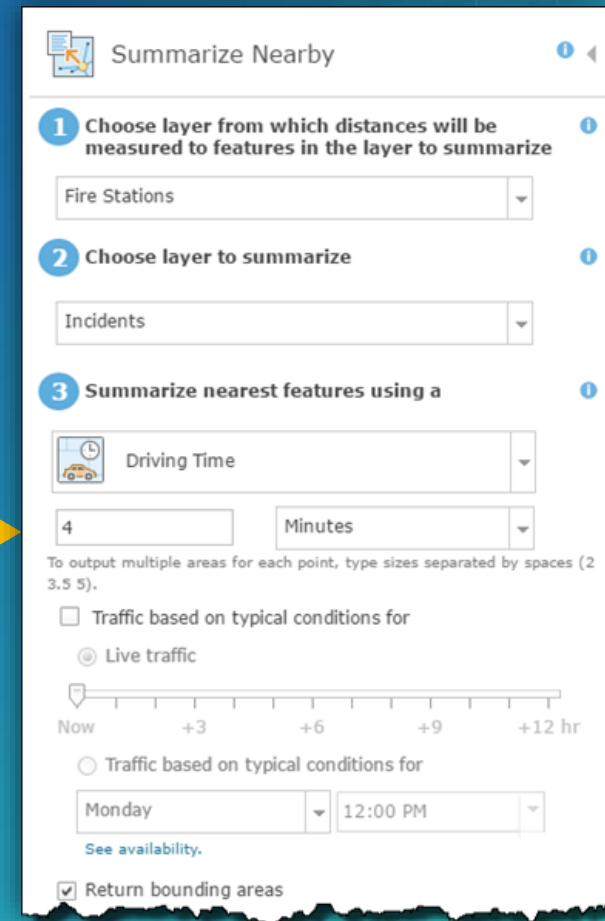 Summarize Nearby
1 Choose layer from which distances will be
measured to features in the layer to summarize
Fire Stations
2 Choose layer to summarize
Incidents
3 Summarize nearest features using a
Driving Time
4 Minutes
To output multiple areas for each point, type sizes separated by spaces (2
3.5 5).
Traffic based on typical conditions for
Live traffic
Now +3 +6 +9 +12 hr
Traffic based on typical conditions for
Monday 12:00 PM
See availability.
Return bounding areas